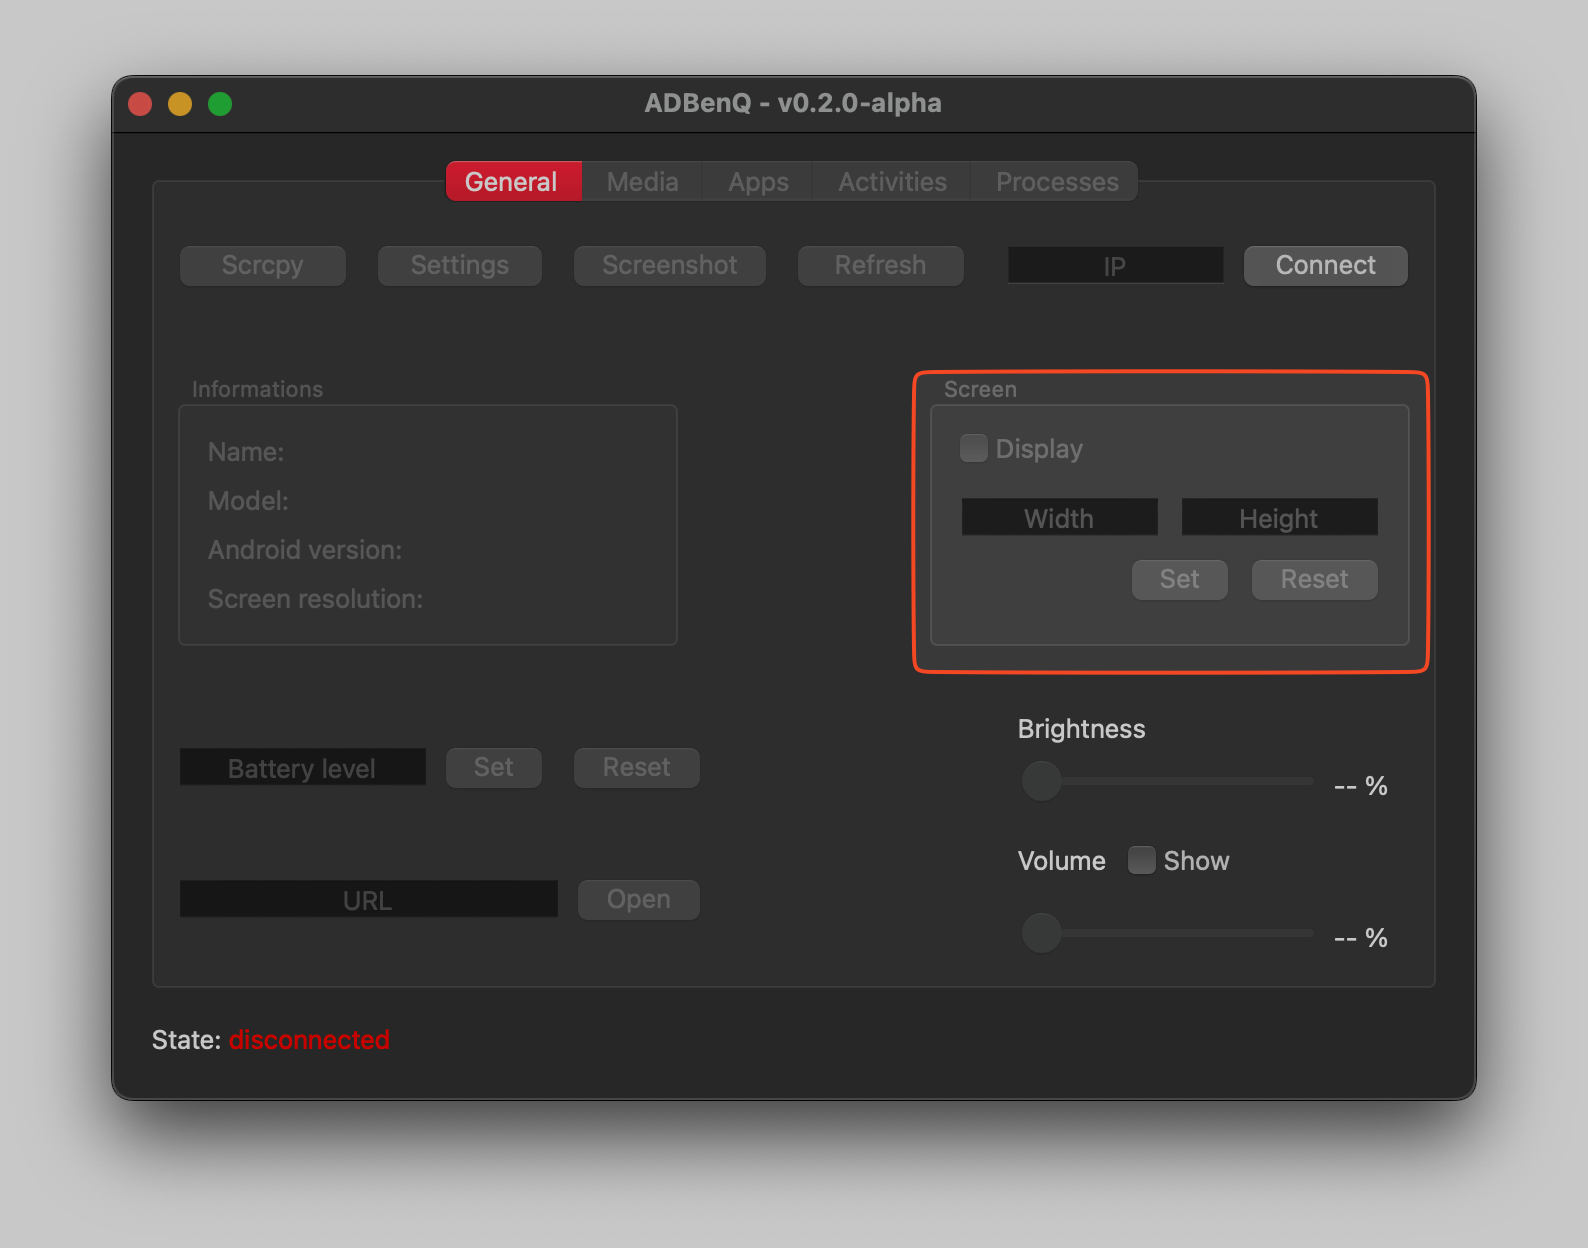 ADBenQ - v0.2.0-alpha
General Media Apps Activities Processes
Scrcpy Settings Screenshot Refresh IP Connect
Informations
Name:
Model:
Android version:
Screen resolution:
Screen
Display
Width Height
Set Reset
Battery level Set Reset
URL Open
Brightness
-- %
Volume Show
-- %
State: disconnected